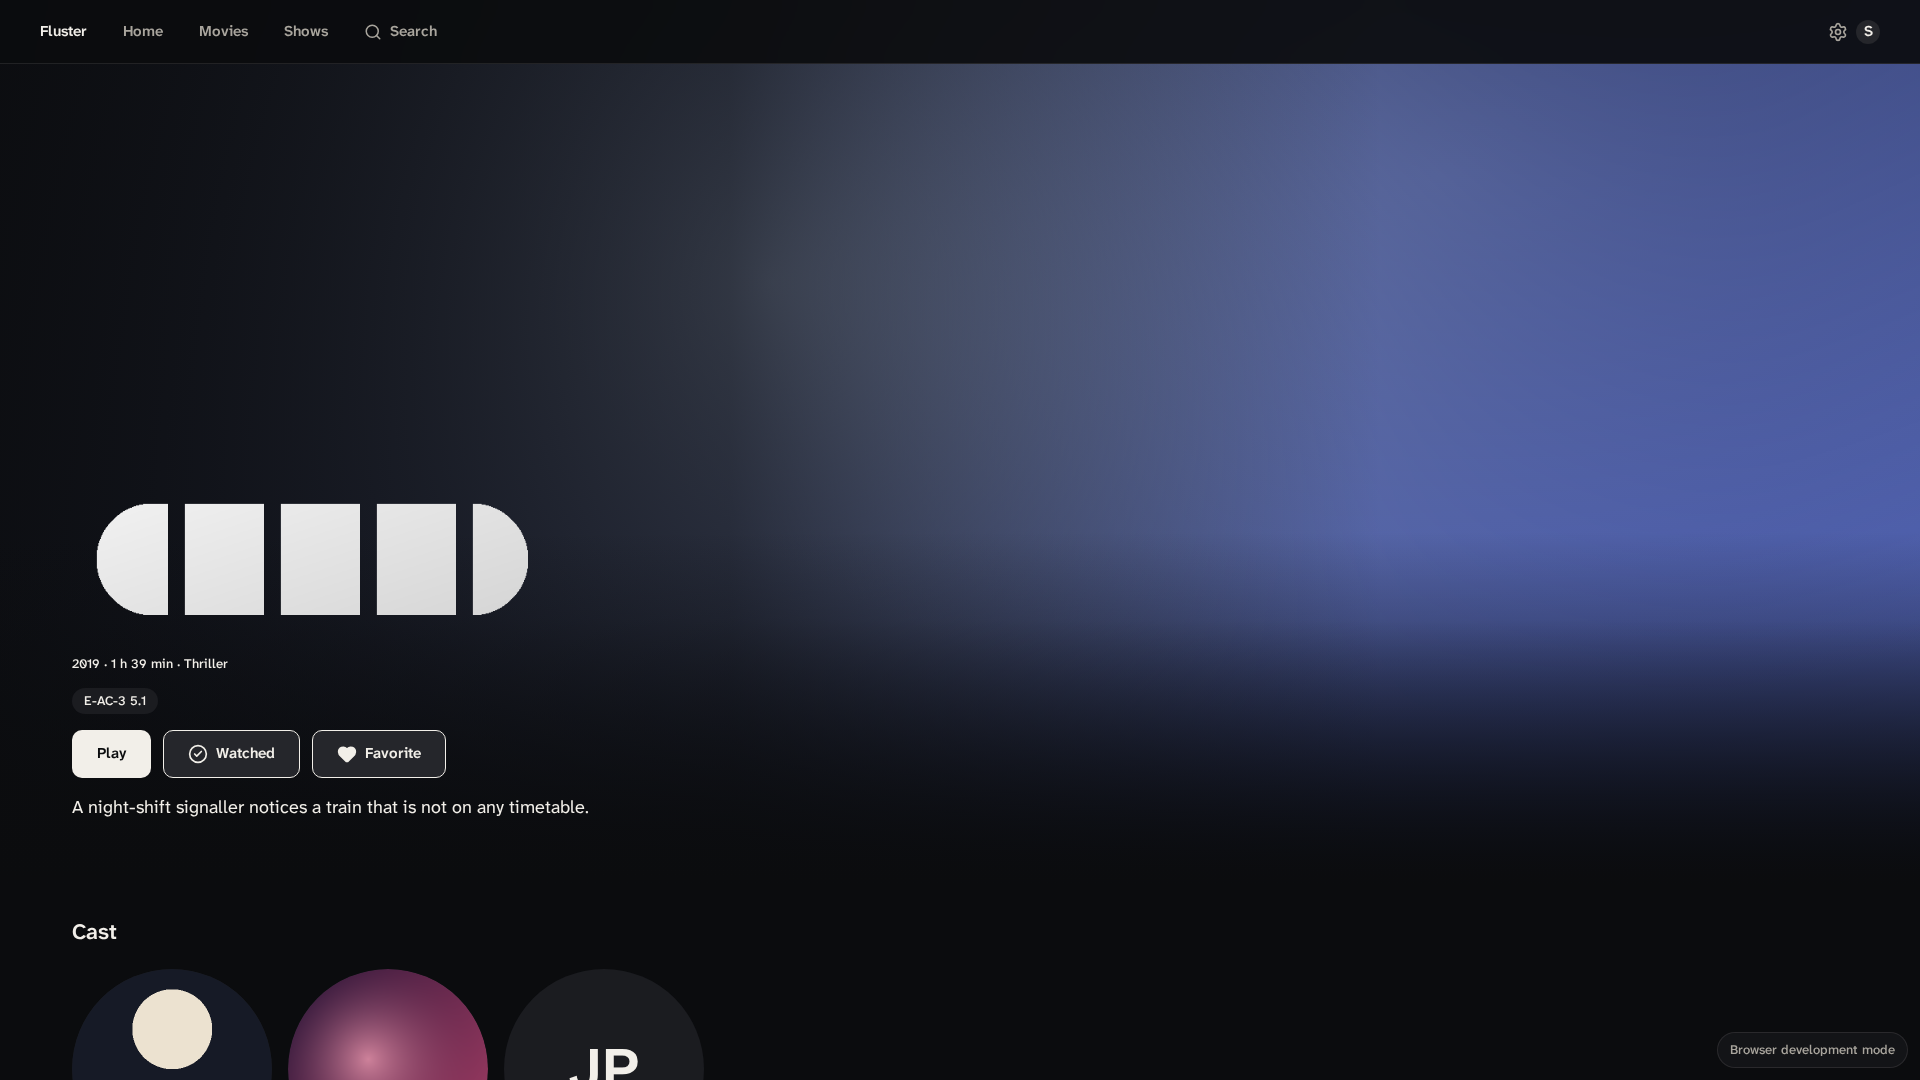 Fluster Home Movies Shows Search S
2019 · 1 h 39 min · Thriller
E-AC-3 5.1
Play Watched Favorite
A night-shift signaller notices a train that is not on any timetable.
Cast
JP
Browser development mode